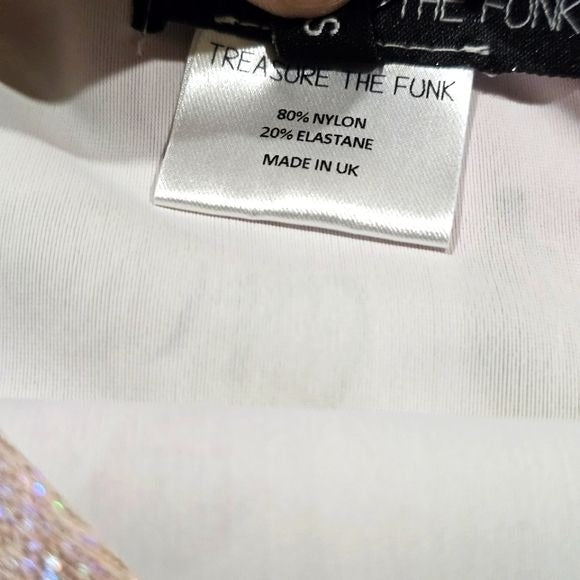 S
THE FUNK
TREASURE THE FUNK
80% NYLON
20% ELASTANE
MADE IN UK